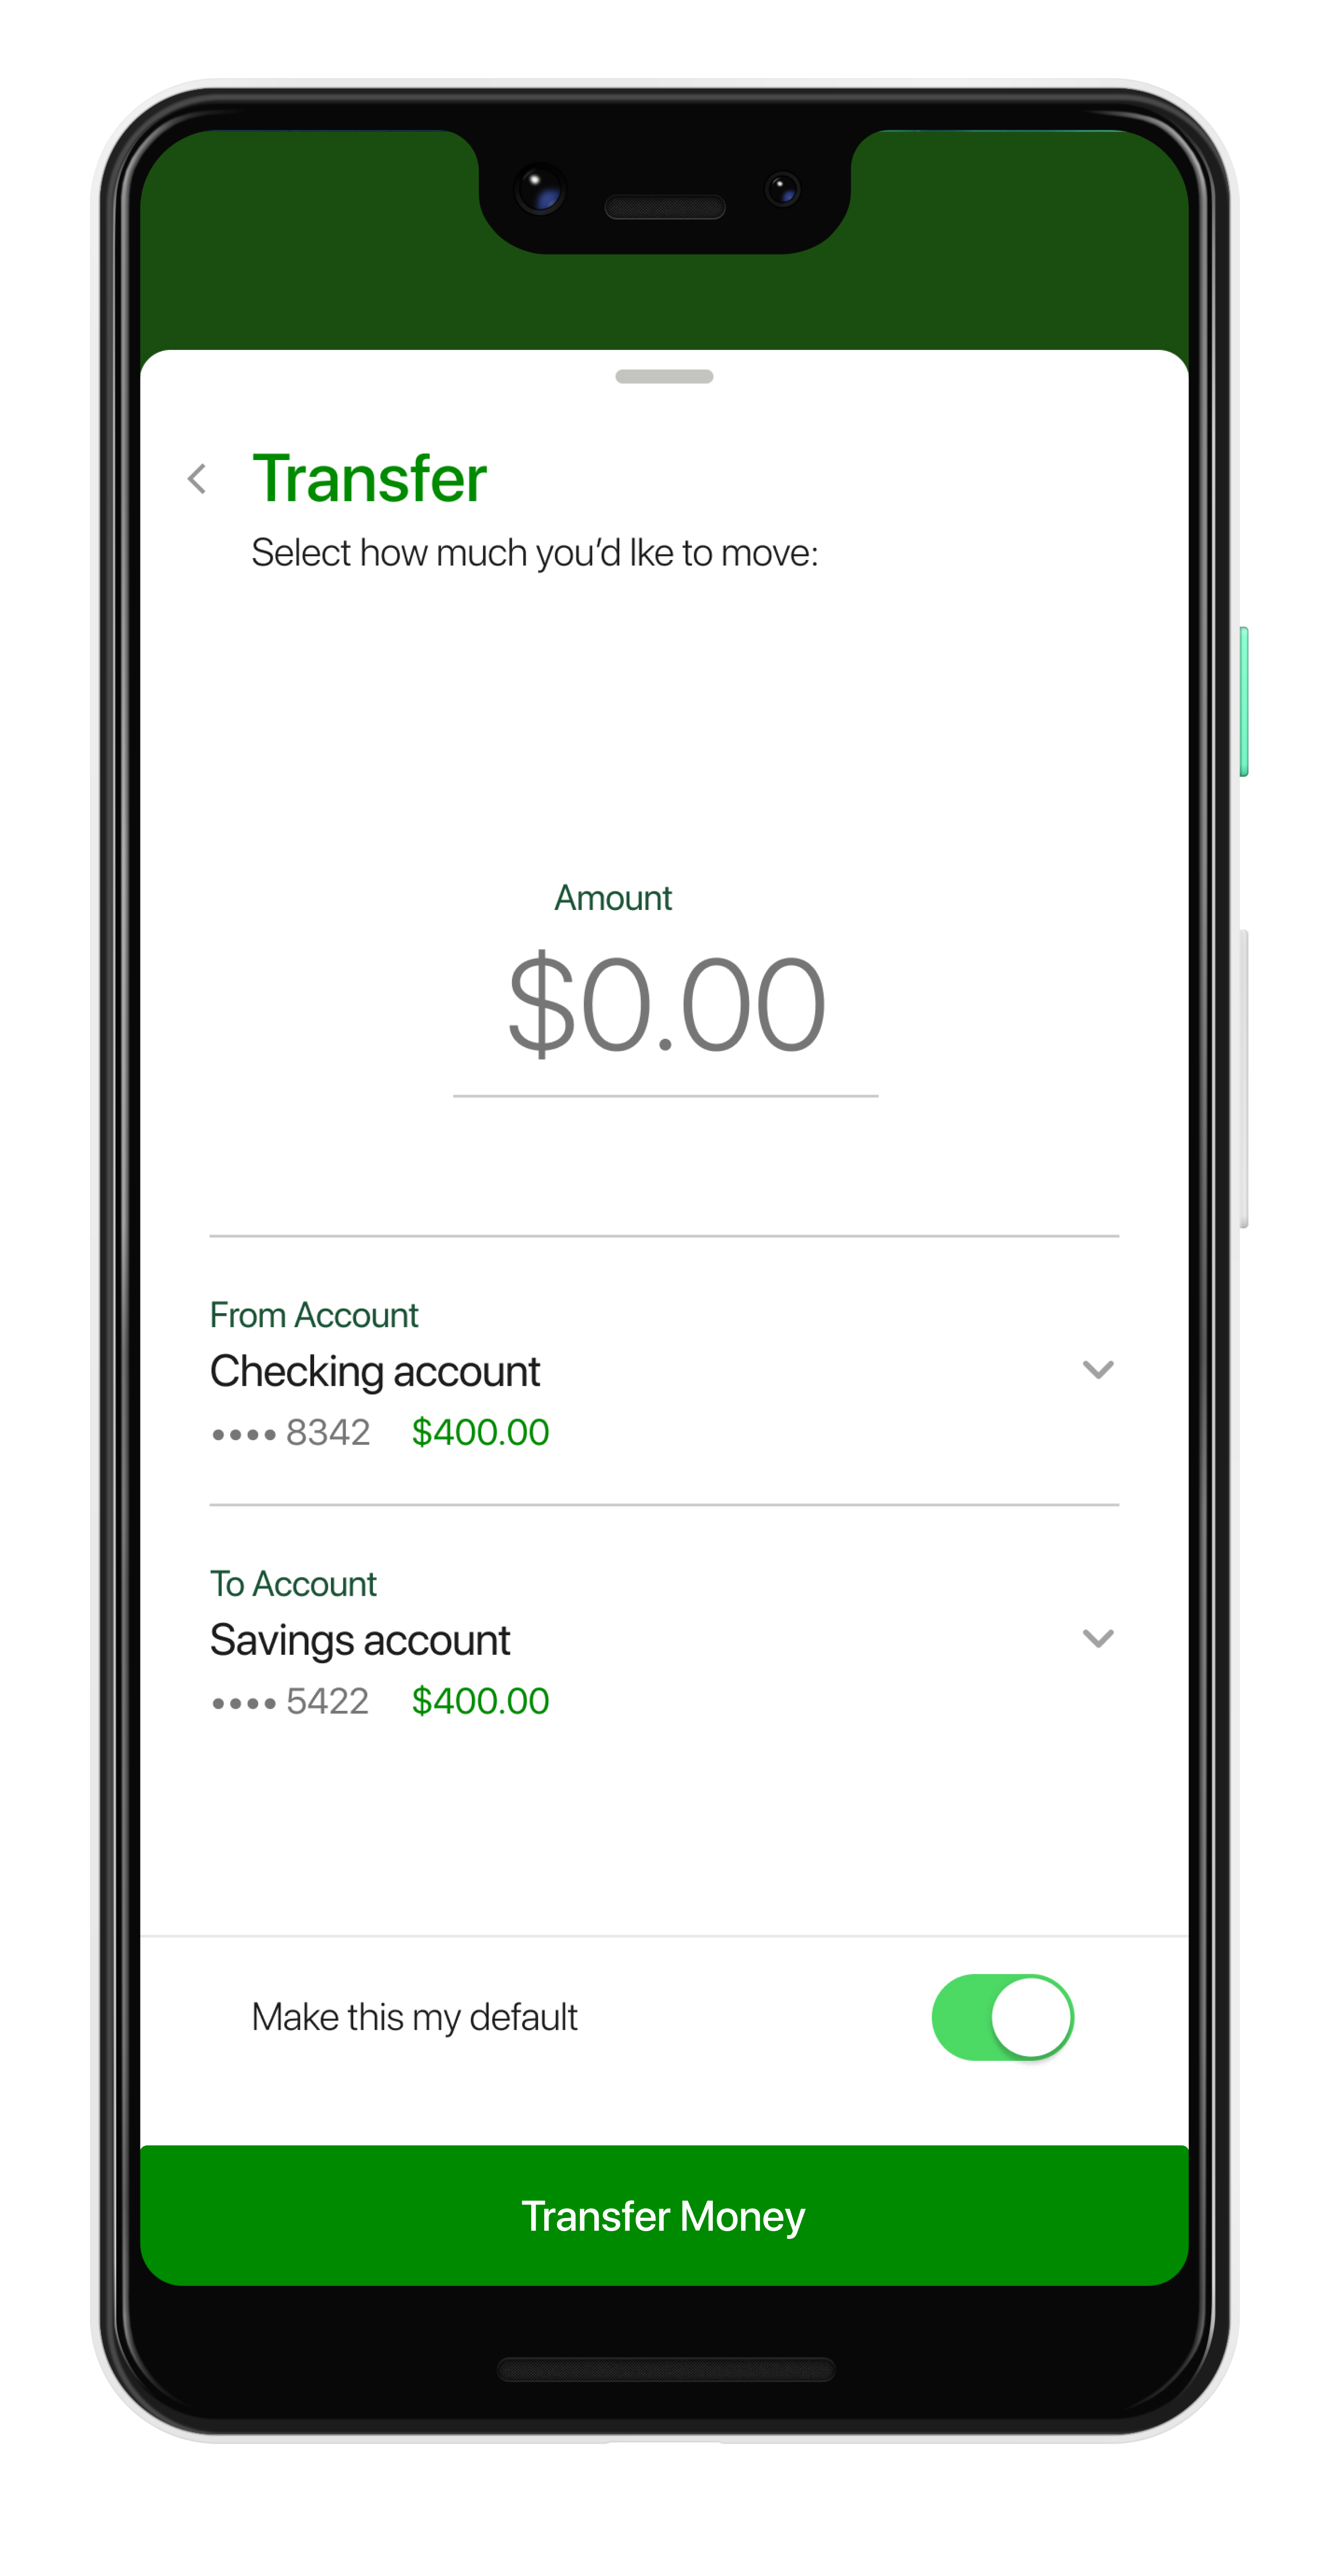 Transfer
Select how much you’d lke to move:
Amount
$0.00
From Account
Checking account
•••• 8342 $400.00
To Account
Savings account
•••• 5422 $400.00
Make this my default
Transfer Money